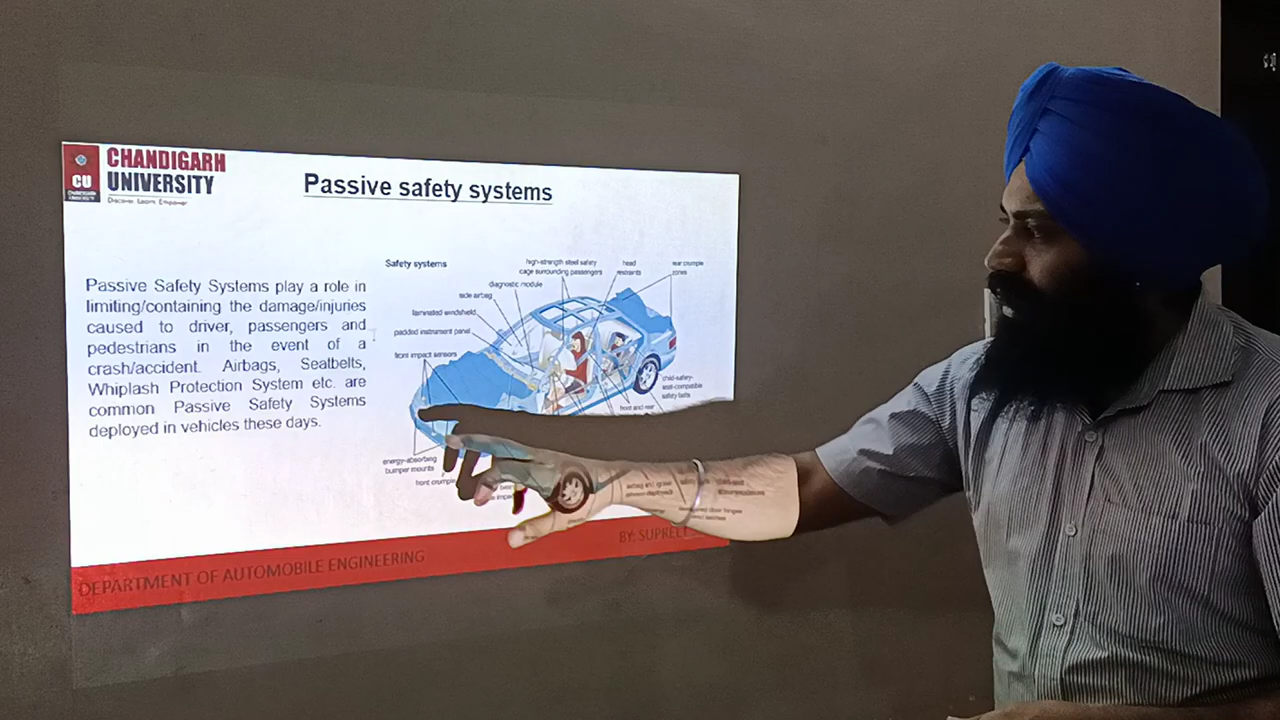 CHANDIGARH
UNIVERSITY
CU
Discover. Learn. Empower.
Passive safety systems
Passive Safety Systems play a role in
limiting/containing the damage/injuries
caused to driver, passengers and
pedestrians in the event of a
crash/accident. Airbags, Seatbelts,
Whiplash Protection System etc. are
common Passive Safety Systems
deployed in vehicles these days.
Safety systems
high-strength steel safety
cage surrounding passengers
head
restraints
rear crumple
zones
diagnostic module
side airbag
laminated windshield
padded instrument panel
front impact sensors
child-safety-
seat-compatible
safety belts
front and rear
energy-absorbing
bumper mounts
front crumple
DEPARTMENT OF AUTOMOBILE ENGINEERING
BY: SUPREET